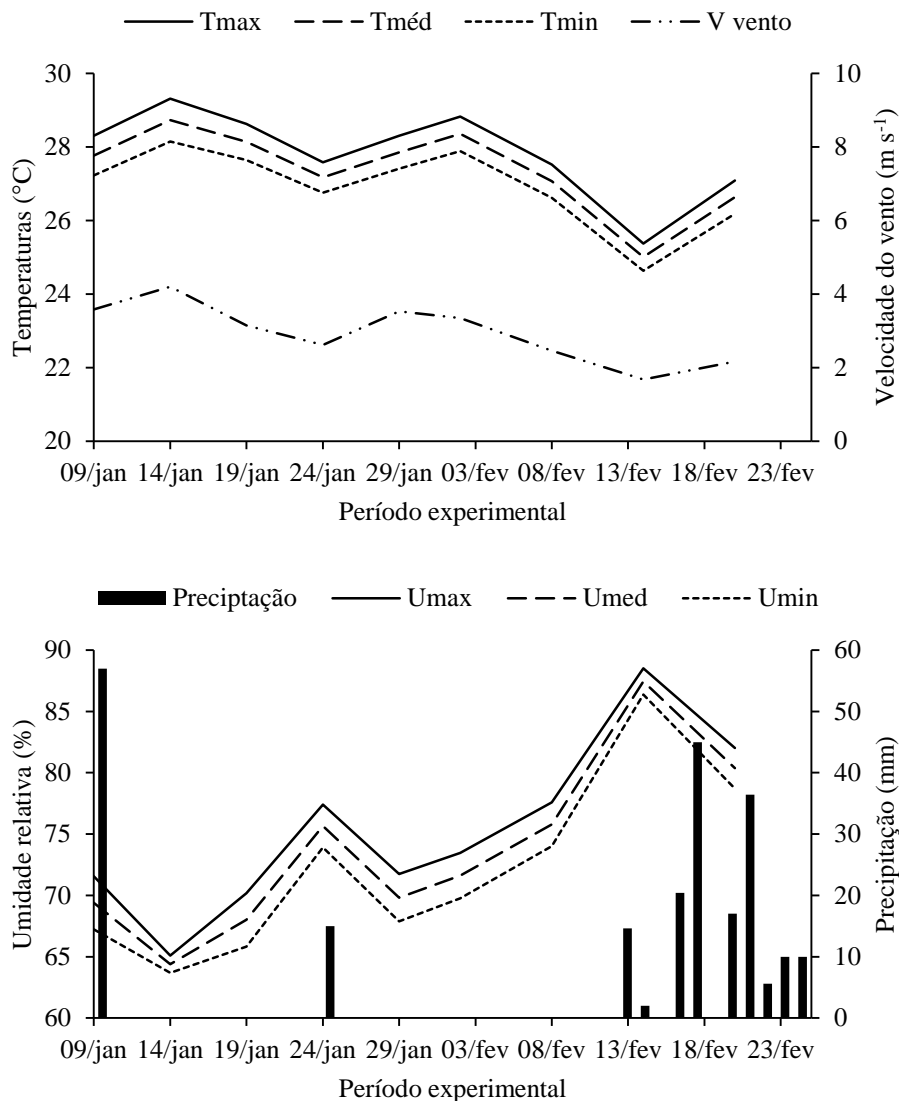 Tmax Tméd Tmin V vento
30 10
28 8
26 6
24 4
22 2
20 0
Temperaturas (°C)
Velocidade do vento (m s-1)
09/jan 14/jan 19/jan 24/jan 29/jan 03/fev 08/fev 13/fev 18/fev 23/fev
Período experimental
Preciptação Umax Umed Umin
90 60
85 50
80 40
75 30
70 20
65 10
60 0
Umidade relativa (%)
Precipitação (mm)
09/jan 14/jan 19/jan 24/jan 29/jan 03/fev 08/fev 13/fev 18/fev 23/fev
Período experimental